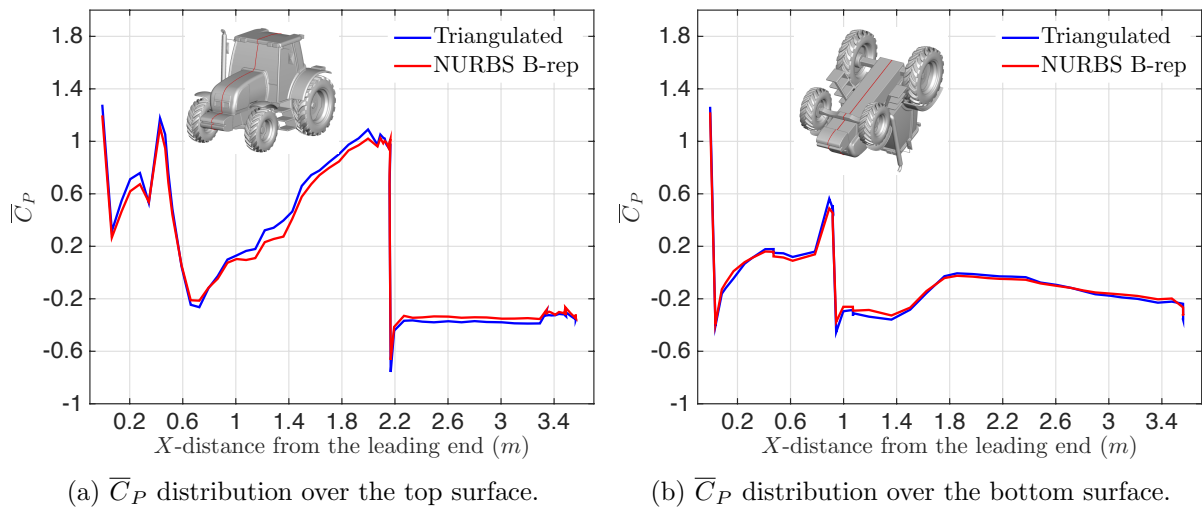 1.8
1.4
1
0.6
0.2
-0.2
-0.6
-1
C̅_P
Triangulated
NURBS B-rep
0.2 0.6 1 1.4 1.8 2.2 2.6 3 3.4
X-distance from the leading end (m)
(a) C̅_P distribution over the top surface.
1.8
1.4
1
0.6
0.2
-0.2
-0.6
-1
C̅_P
Triangulated
NURBS B-rep
0.2 0.6 1 1.4 1.8 2.2 2.6 3 3.4
X-distance from the leading end (m)
(b) C̅_P distribution over the bottom surface.